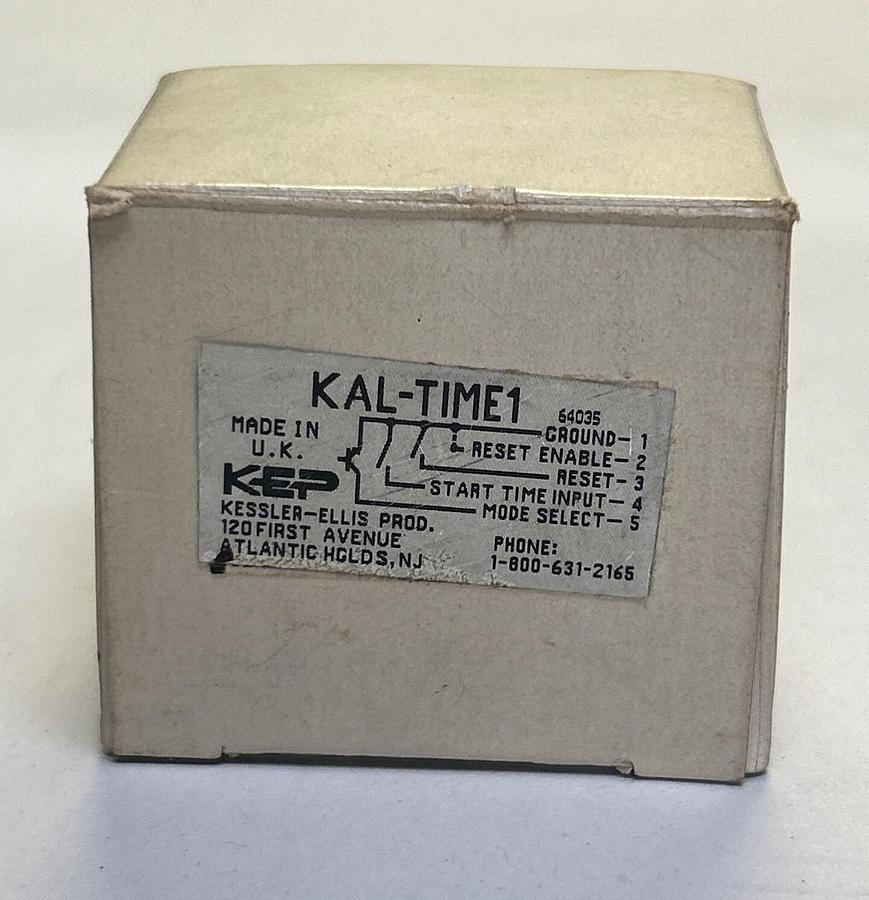 KAL-TIME1
64035
MADE IN
U.K.
GROUND- 1
RESET ENABLE- 2
RESET- 3
START TIME INPUT- 4
MODE SELECT- 5
KEP
KESSLER-ELLIS PROD.
120 FIRST AVENUE
ATLANTIC HGLDS, NJ
PHONE:
1-800-631-2165